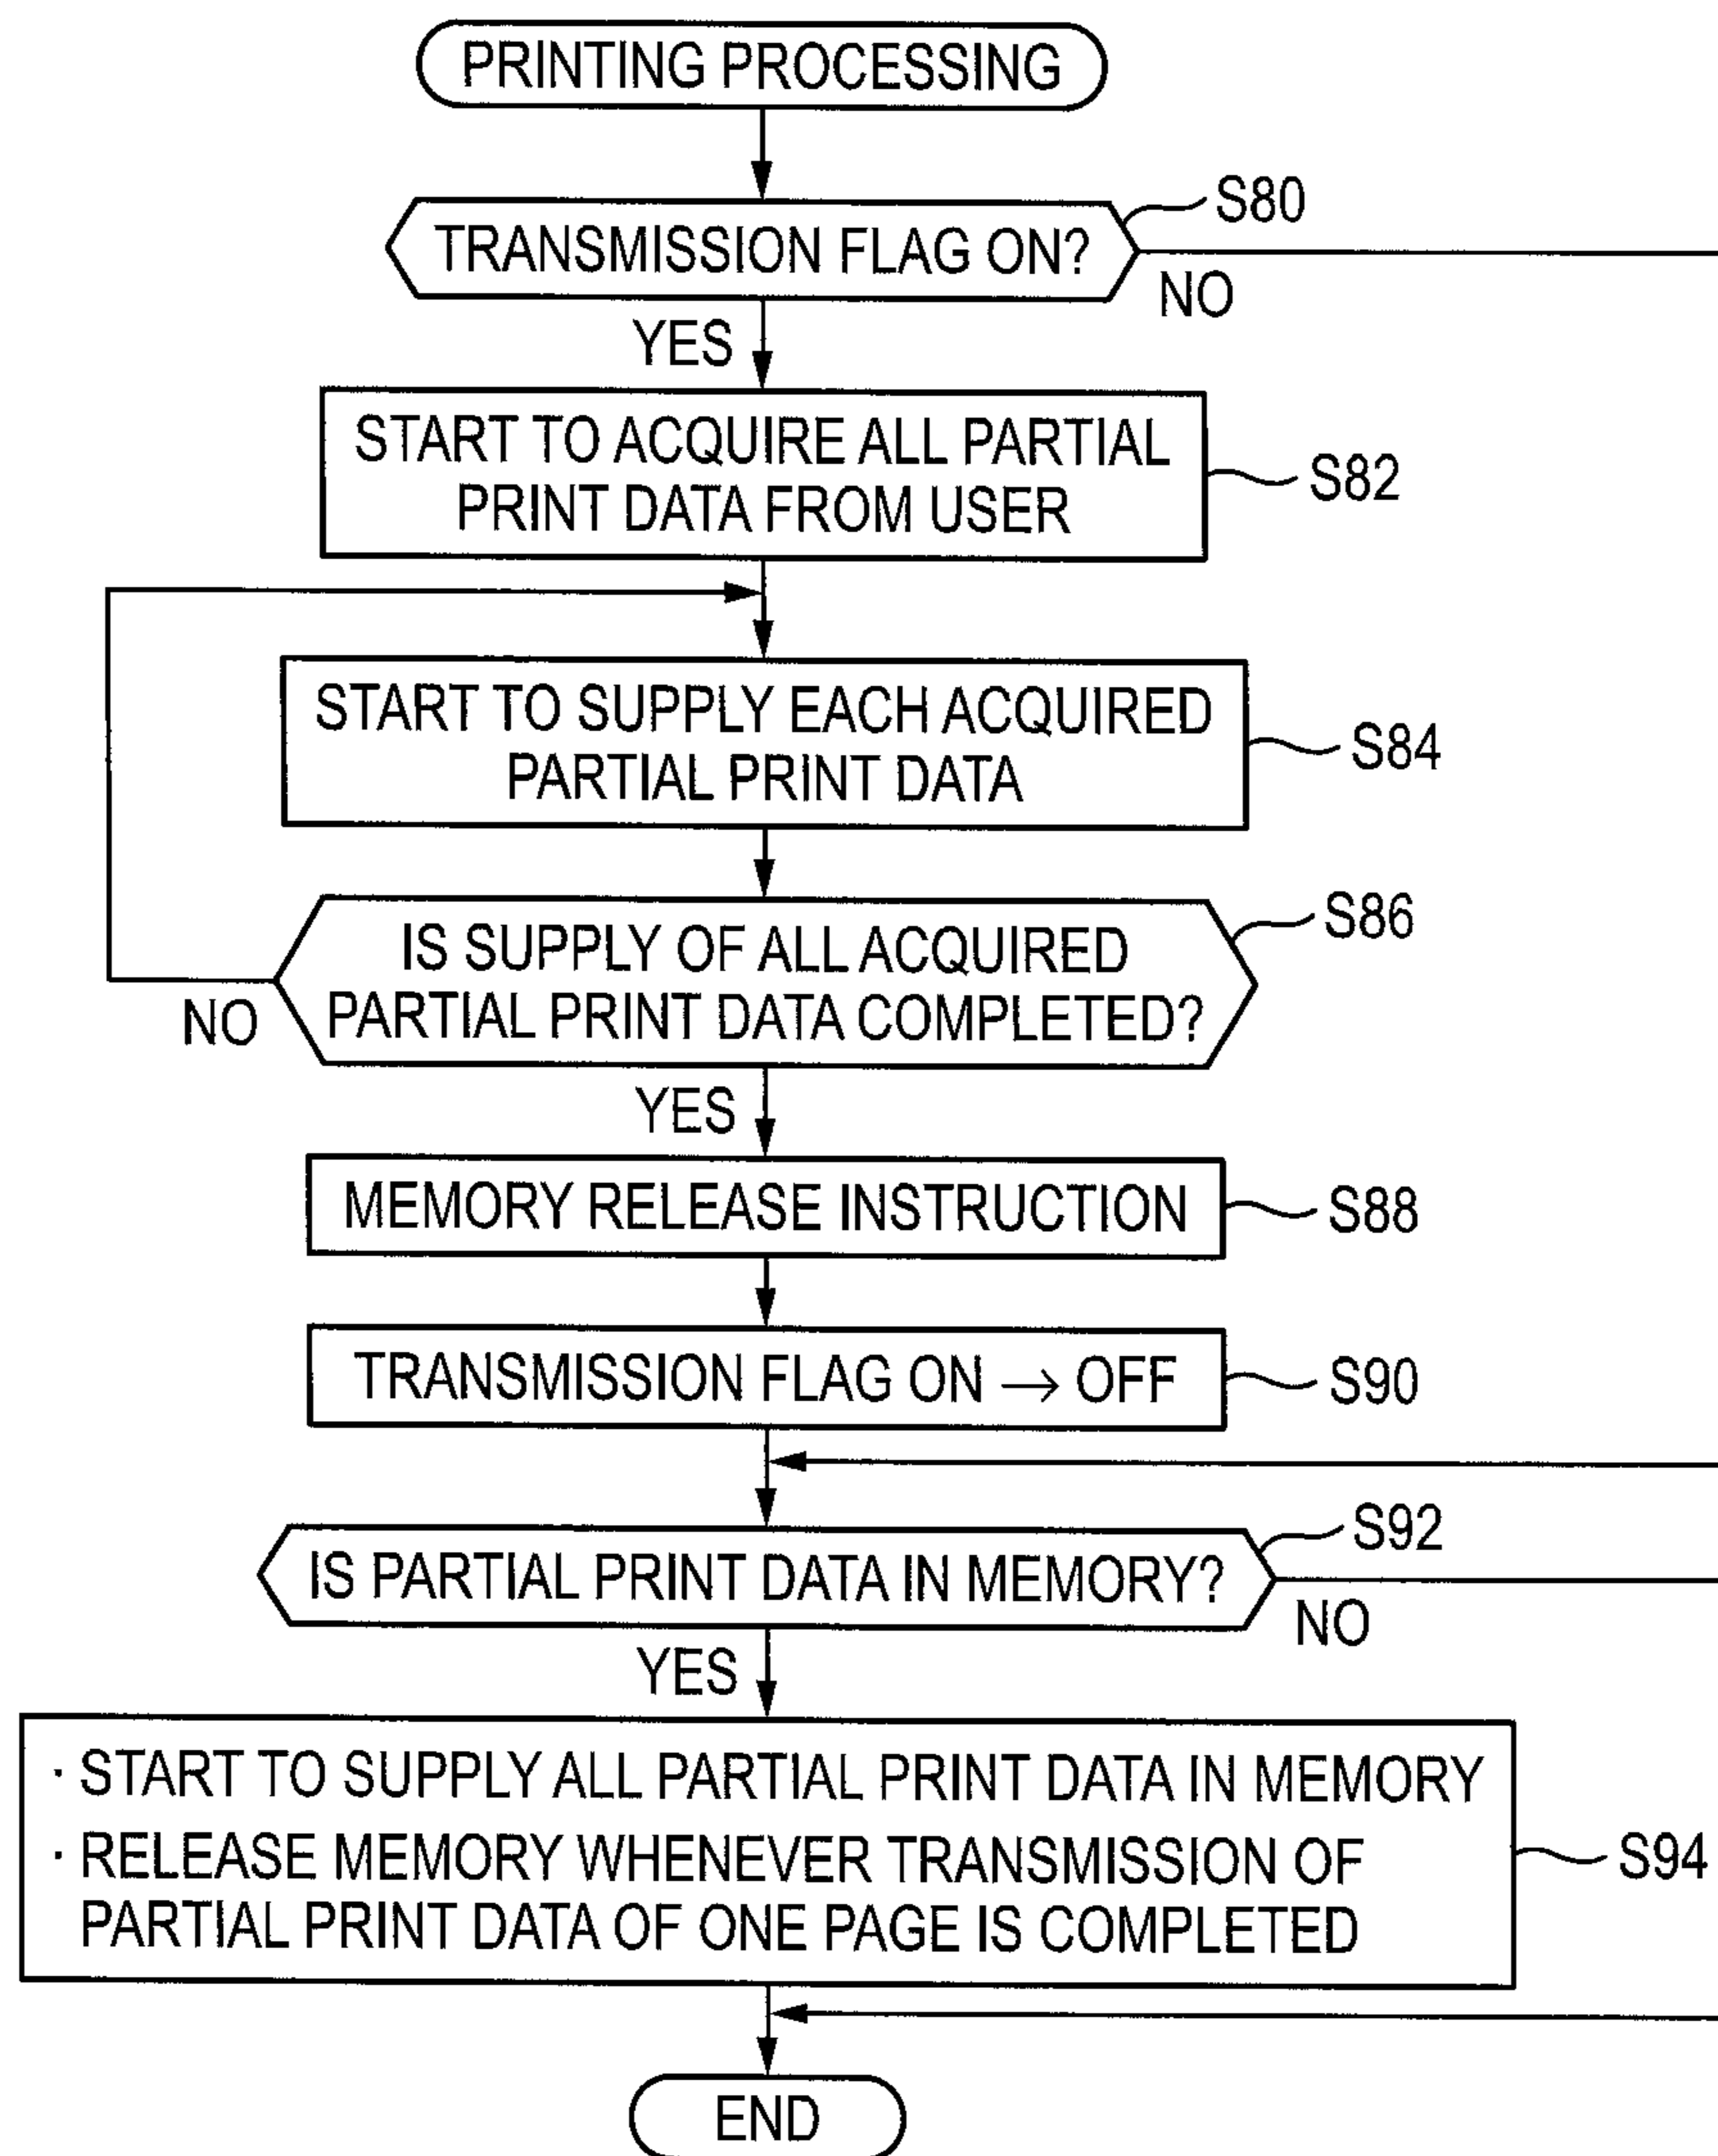 PRINTING PROCESSING
S80
TRANSMISSION FLAG ON?
NO
YES
START TO ACQUIRE ALL PARTIAL
PRINT DATA FROM USER
S82
START TO SUPPLY EACH ACQUIRED
PARTIAL PRINT DATA
S84
S86
IS SUPPLY OF ALL ACQUIRED
PARTIAL PRINT DATA COMPLETED?
NO
YES
MEMORY RELEASE INSTRUCTION
S88
TRANSMISSION FLAG ON → OFF
S90
S92
IS PARTIAL PRINT DATA IN MEMORY?
NO
YES
· START TO SUPPLY ALL PARTIAL PRINT DATA IN MEMORY
· RELEASE MEMORY WHENEVER TRANSMISSION OF
PARTIAL PRINT DATA OF ONE PAGE IS COMPLETED
S94
END